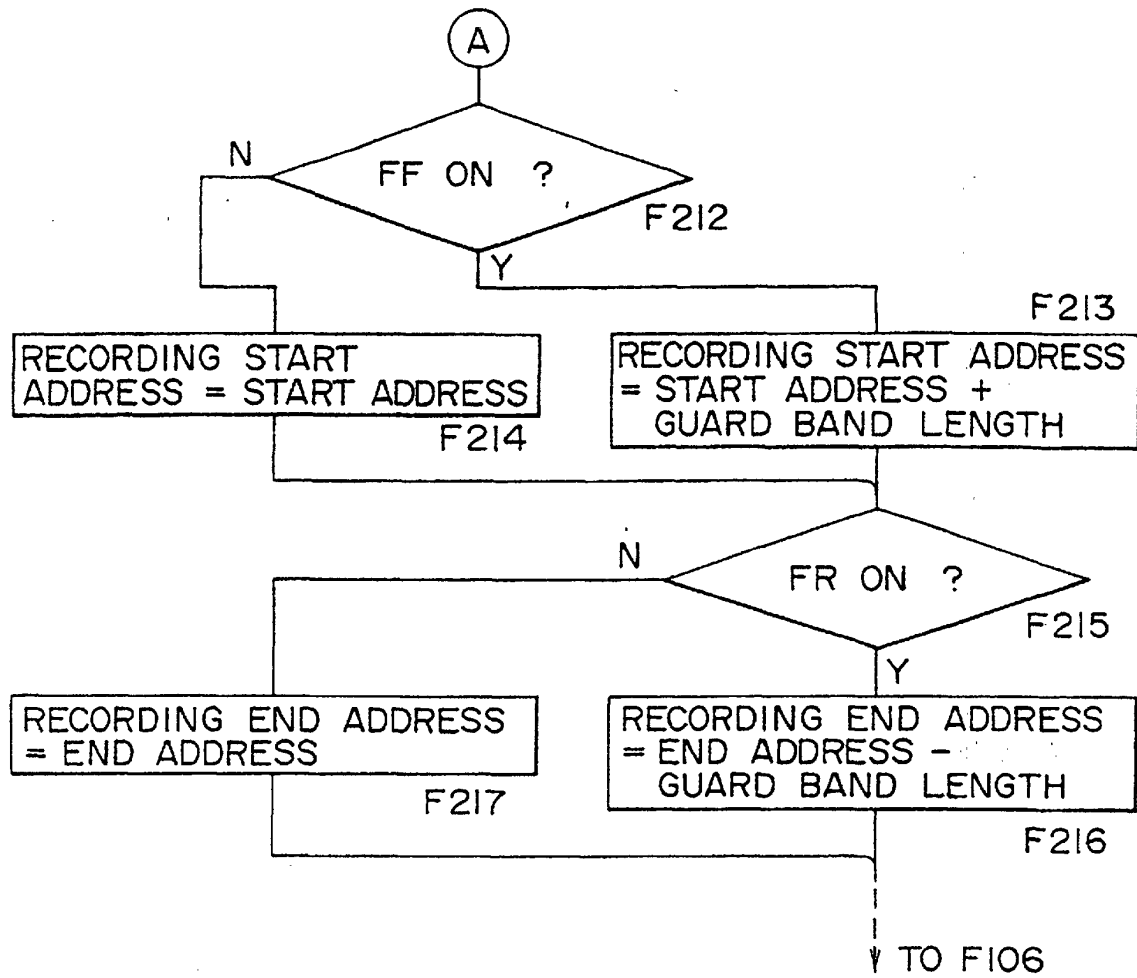 A
N
FF ON ?
F212
Y
F213
RECORDING START
ADDRESS = START ADDRESS
F214
RECORDING START ADDRESS
= START ADDRESS +
GUARD BAND LENGTH
N
FR ON ?
F215
Y
RECORDING END ADDRESS
= END ADDRESS
F217
RECORDING END ADDRESS
= END ADDRESS -
GUARD BAND LENGTH
F216
TO F106